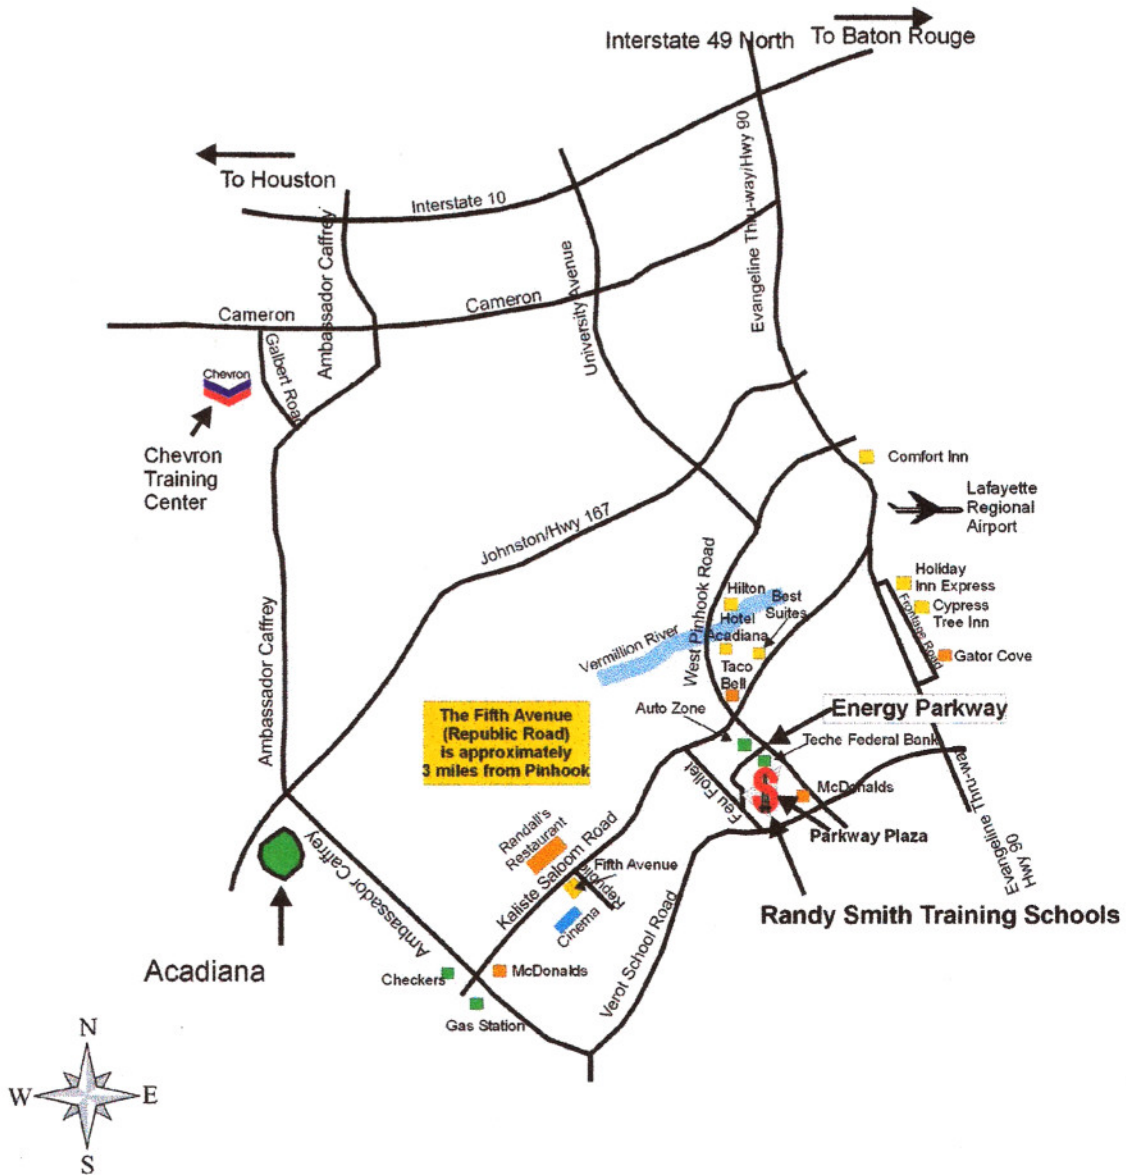 Interstate 49 North
To Baton Rouge
To Houston
Interstate 10
Ambassador Caffrey
University Avenue
Evangeline Thru-way/Hwy 90
Cameron
Cameron
Galbert Road
Chevron
Chevron
Training
Center
Comfort Inn
Lafayette
Regional
Airport
Johnston/Hwy 167
West Pinhook Road
Hilton
Best
Suites
Hotel
Acadiana
Holiday
Inn Express
Cypress
Tree Inn
Frontage Road
Gator Cove
Vermillion River
Taco
Bell
Ambassador Caffrey
The Fifth Avenue
(Republic Road)
is approximately
3 miles from Pinhook
Auto Zone
Energy Parkway
Teche Federal Bank
Feu Follet
S
McDonalds
Parkway Plaza
Evangeline Thru-way
Hwy 90
Randall's
Restaurant
Kaliste Saloom Road
Fifth Avenue
Cinema
Ambassador Caffrey
Verot School Road
Randy Smith Training Schools
Acadiana
Checkers
McDonalds
Gas Station
N
W
E
S